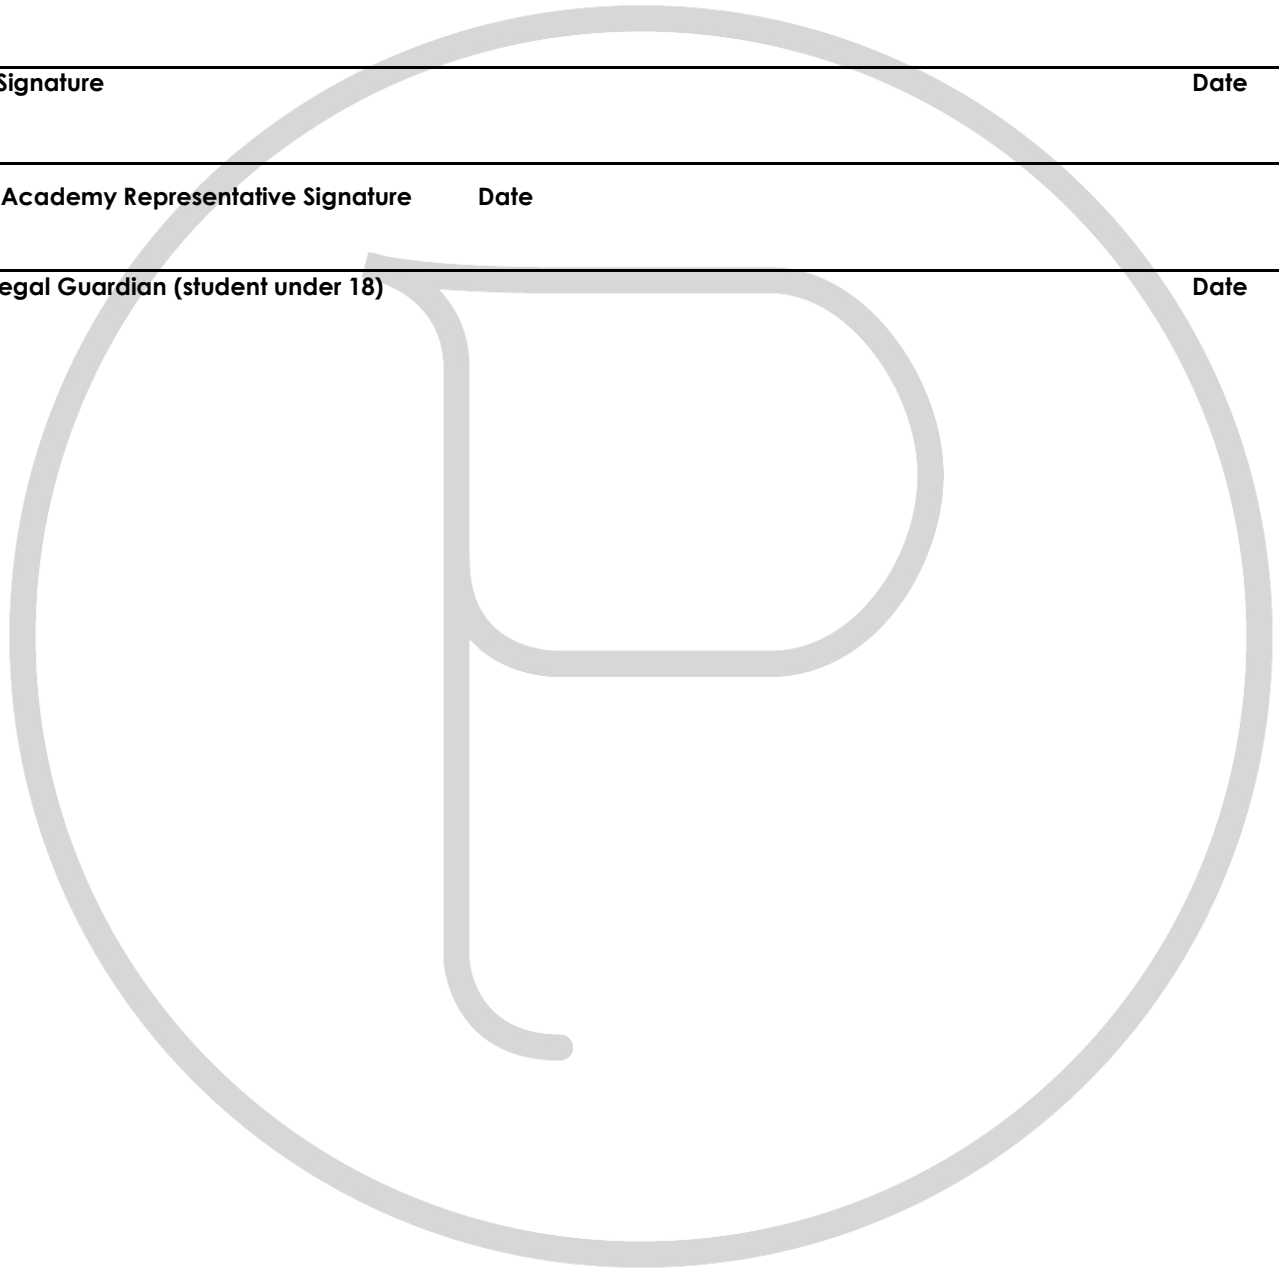 Signature Date
Academy Representative Signature Date
egal Guardian (student under 18) Date
P